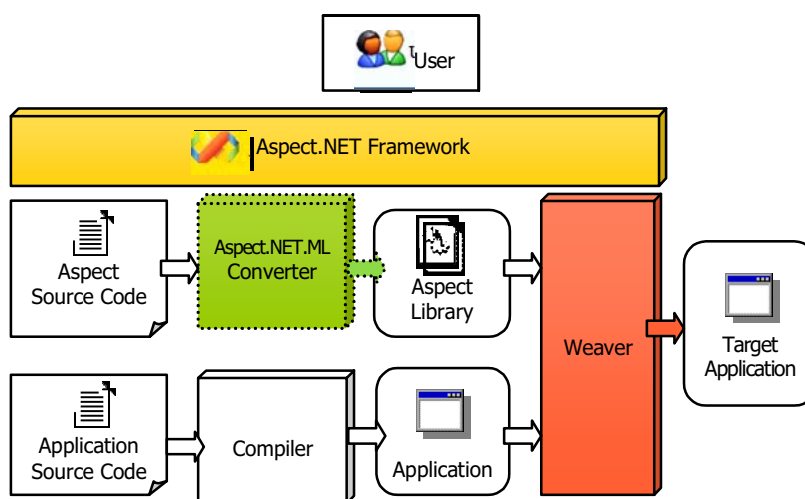 User
Aspect.NET Framework
Aspect
Source Code
Aspect.NET.ML
Converter
Aspect
Library
Weaver
Target
Application
Application
Source Code
Compiler
Application